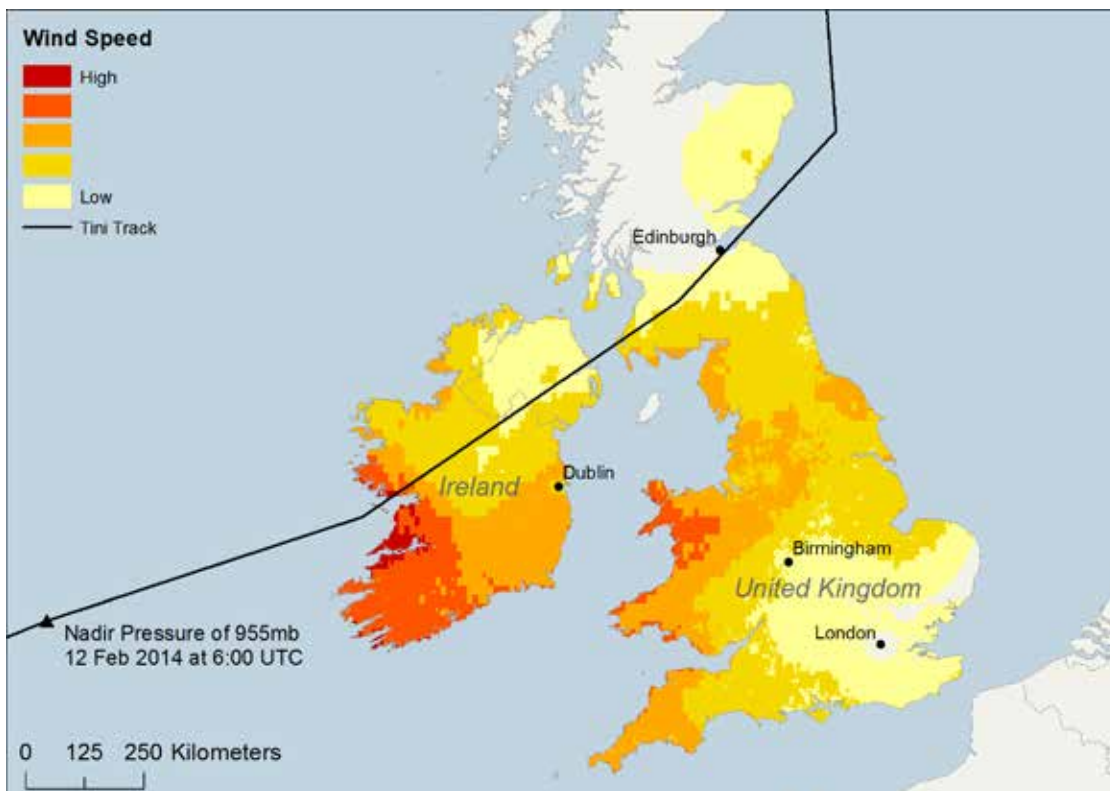 Wind Speed
High
Low
Tini Track
Edinburgh
Dublin
Ireland
Birmingham
United Kingdom
London
Nadir Pressure of 955mb
12 Feb 2014 at 6:00 UTC
0 125 250 Kilometers